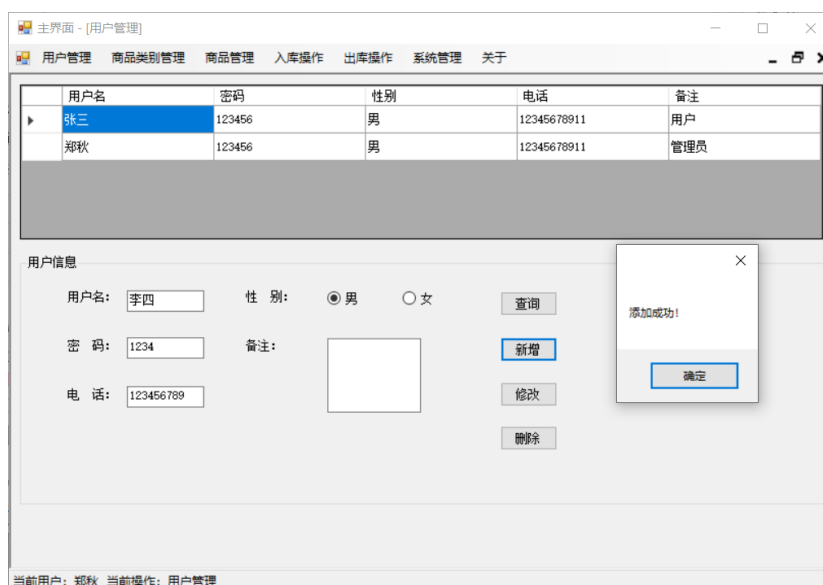 主界面 - [用户管理]
用户管理 商品类别管理 商品管理 入库操作 出库操作 系统管理 关于
用户名 密码 性别 电话 备注
张三 123456 男 12345678911 用户
郑秋 123456 男 12345678911 管理员
用户信息
用户名: 李四 性 别: 男 女 查询
添加成功!
密 码: 1234 备注: 新增
确定
电 话: 123456789 修改
删除
当前用户: 郑秋 当前操作: 用户管理